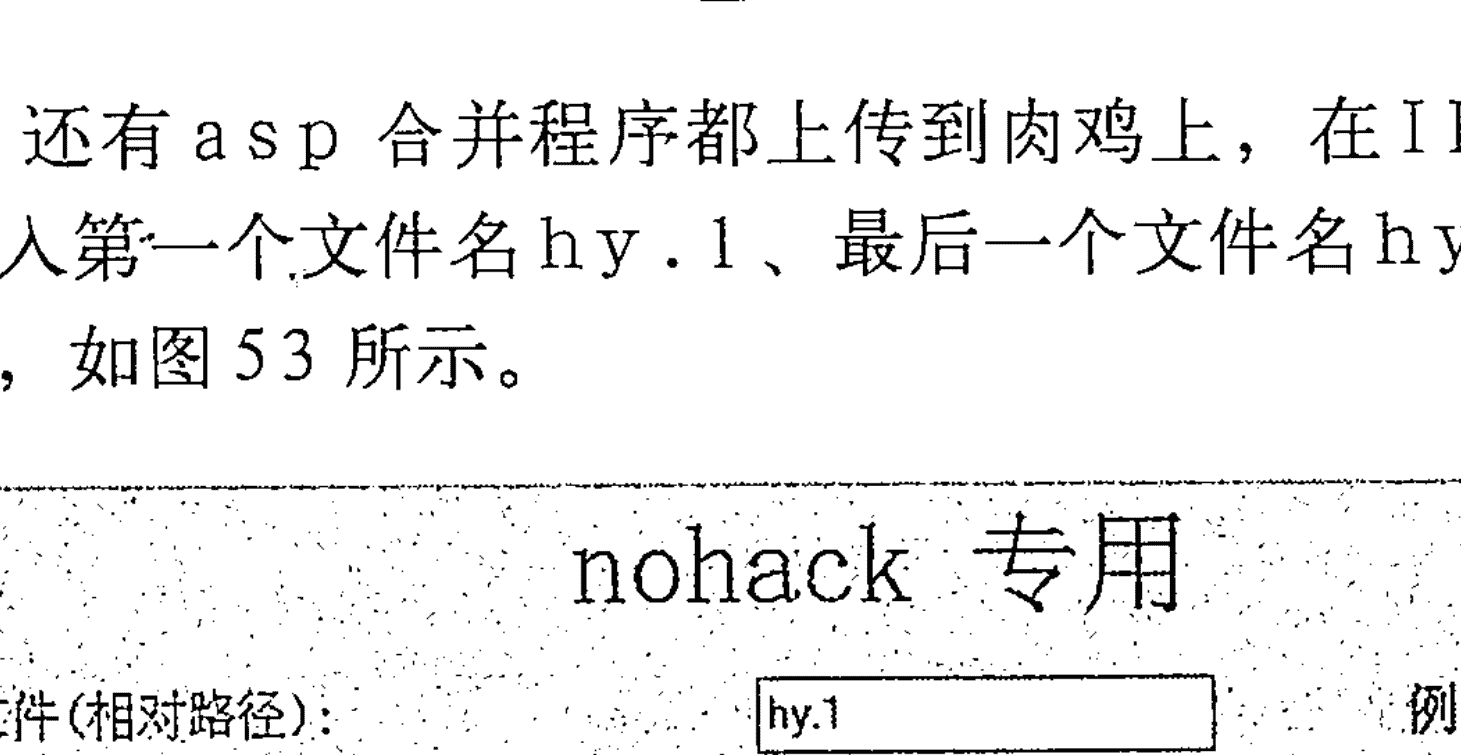 还有asp 合并程序都上传到肉鸡上，在I
入第一个文件名hy.1、最后一个文件名hy
，如图53 所示。
nohack 专用
件(相对路径): hy.1 例